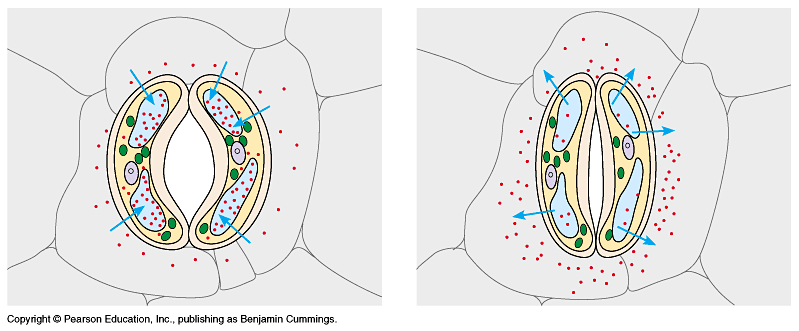 Copyright © Pearson Education, Inc., publishing as Benjamin Cummings.